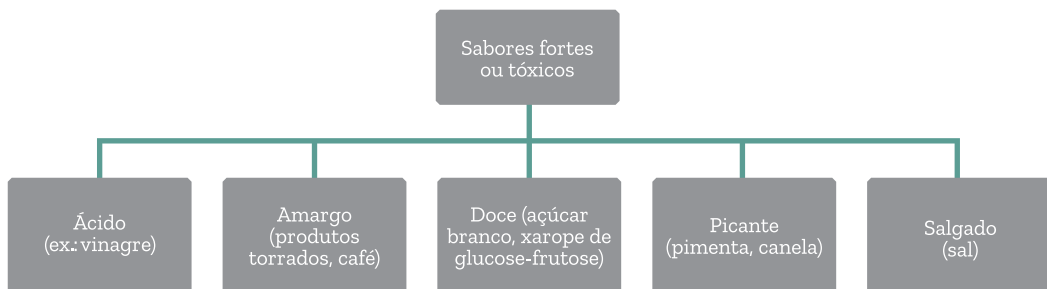 Sabores fortes
ou tóxicos
Ácido
(ex.: vinagre)
Amargo
(produtos
torrados, café)
Doce (açúcar
branco, xarope de
glucose-frutose)
Picante
(pimenta, canela)
Salgado
(sal)